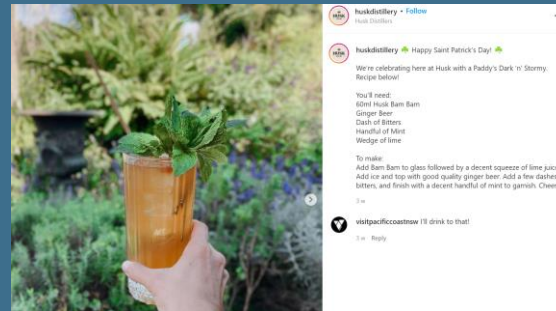 huskdistillery • Follow
Husk Distillers
huskdistillery ☘️ Happy Saint Patrick's Day! ☘️
We're celebrating here at Husk with a Paddy's Dark 'n' Stormy.
Recipe below!
You'll need:
60ml Husk Bam Bam
Ginger Beer
Dash of Bitters
Handful of Mint
Wedge of lime
To make:
Add Bam Bam to glass followed by a decent squeeze of lime juic
Add ice and top with good quality ginger beer. Add a few dashes
bitters, and finish with a decent handful of mint to garnish. Cheer
visitpacificcoastnsw I'll drink to that!
Reply